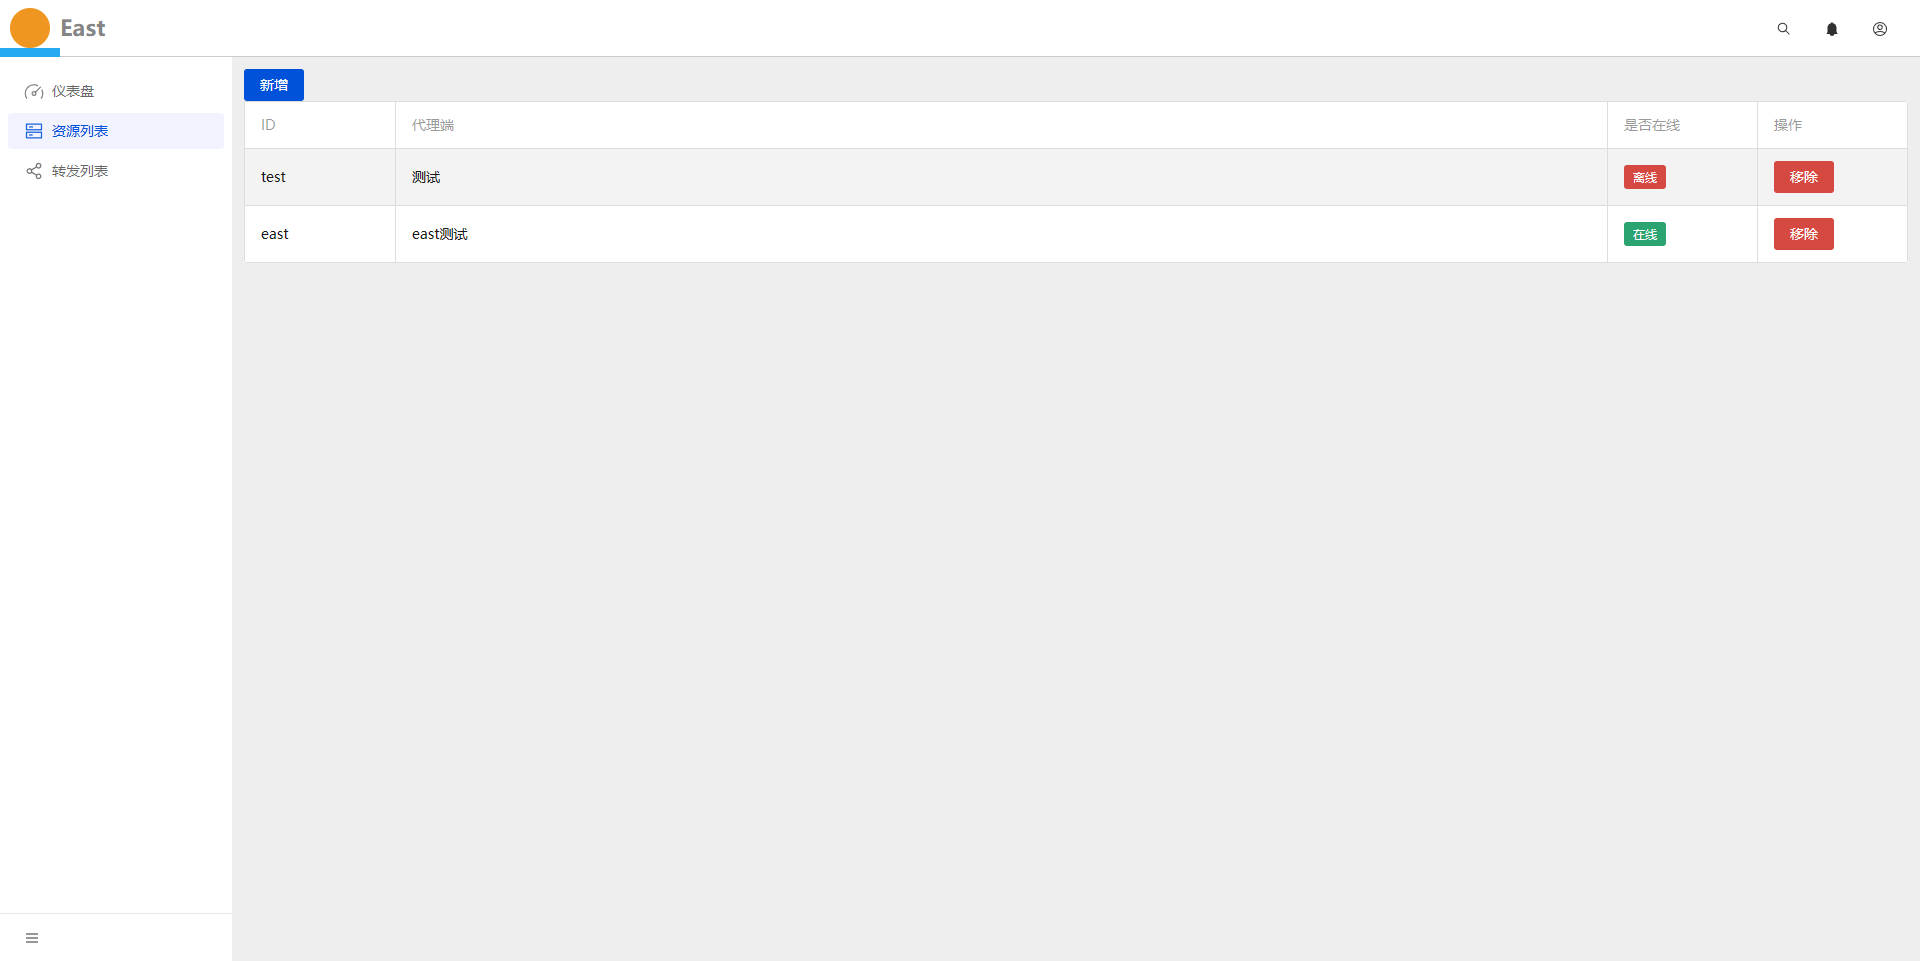 East
仪表盘
资源列表
转发列表
新增
ID 代理端 是否在线 操作
test 测试 离线 移除
east east测试 在线 移除